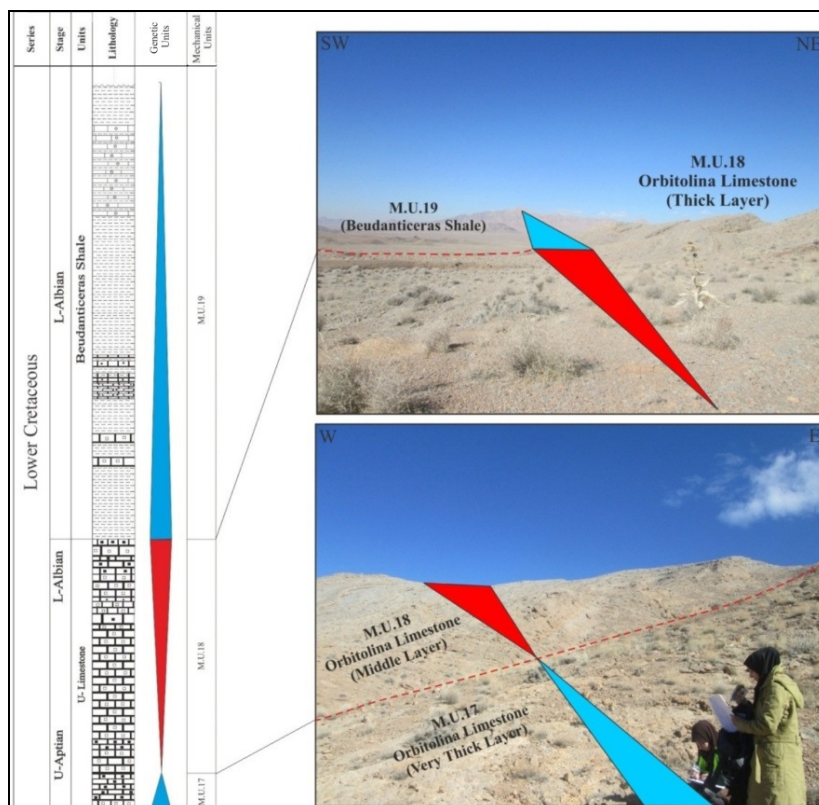 Series
Stage
Units
Lithology
Genetic
Units
Mechanical
Units
Lower Cretaceous
L-Albian
Beudanticeras Shale
M.U.19
L-Albian
U-Aptian
U- Limestone
M.U.18
M.U.17
SW
NE
M.U.19
(Beudanticeras Shale)
M.U.18
Orbitolina Limestone
(Thick Layer)
W
E
M.U.18
Orbitolina Limestone
(Middle Layer)
M.U.17
Orbitolina Limestone
(Very Thick Layer)